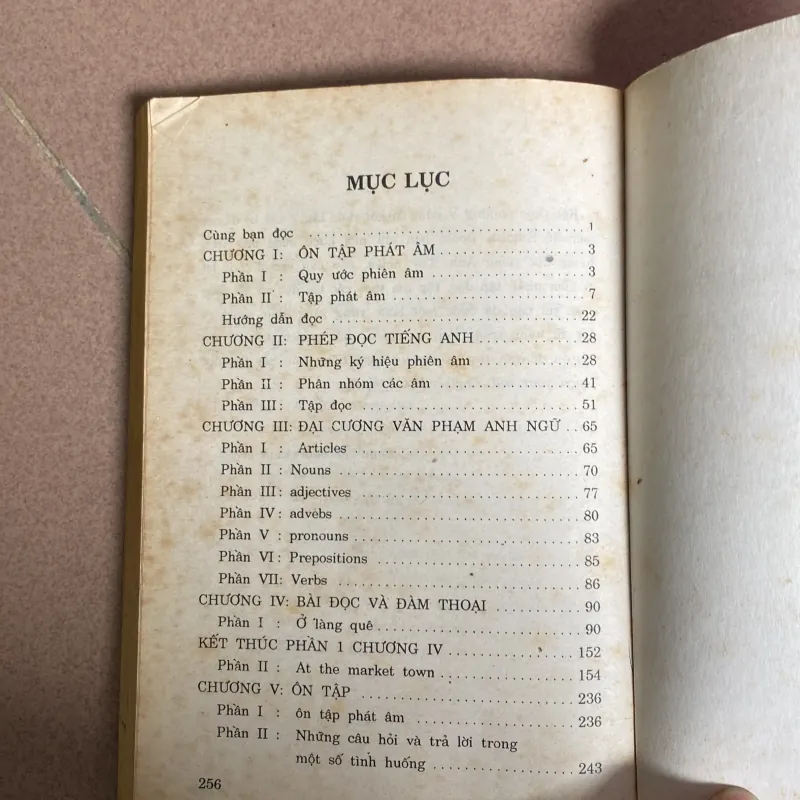 MỤC LỤC
Cùng bạn đọc ........................................ 1
CHƯƠNG I: ÔN TẬP PHÁT ÂM .................... 3
Phần I : Quy ước phiên âm ...................... 3
Phần II : Tập phát âm ........................... 7
Hướng dẫn đọc ................................... 22
CHƯƠNG II: PHÉP ĐỌC TIẾNG ANH ............. 28
Phần I : Những ký hiệu phiên âm .............. 28
Phần II : Phân nhóm các âm .................... 41
Phần III : Tập đọc ............................... 51
CHƯƠNG III: ĐẠI CƯƠNG VĂN PHẠM ANH NGỮ .. 65
Phần I : Articles ................................ 65
Phần II : Nouns ................................. 70
Phần III : adjectives ............................. 77
Phần IV : advebs ................................ 80
Phần V : pronouns .............................. 83
Phần VI : Prepositions ........................... 85
Phần VII: Verbs ................................. 86
CHƯƠNG IV: BÀI ĐỌC VÀ ĐÀM THOẠI ........... 90
Phần I : Ở làng quê ............................. 90
KẾT THÚC PHẦN 1 CHƯƠNG IV ................. 152
Phần II : At the market town .................. 154
CHƯƠNG V: ÔN TẬP ............................. 236
Phần I : ôn tập phát âm ....................... 236
Phần II : Những câu hỏi và trả lời trong
một số tình huống .................... 243
256